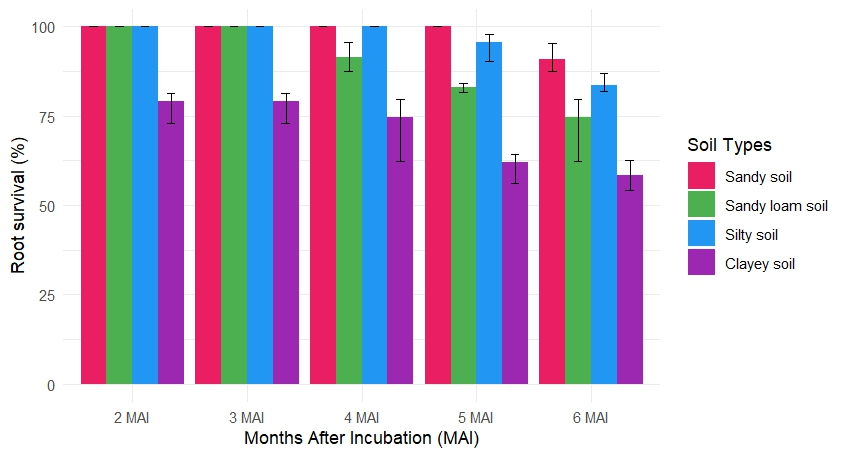 100
75
50
25
0
Root survival (%)
2 MAI
3 MAI
4 MAI
5 MAI
6 MAI
Months After Incubation (MAI)
Soil Types
Sandy soil
Sandy loam soil
Silty soil
Clayey soil